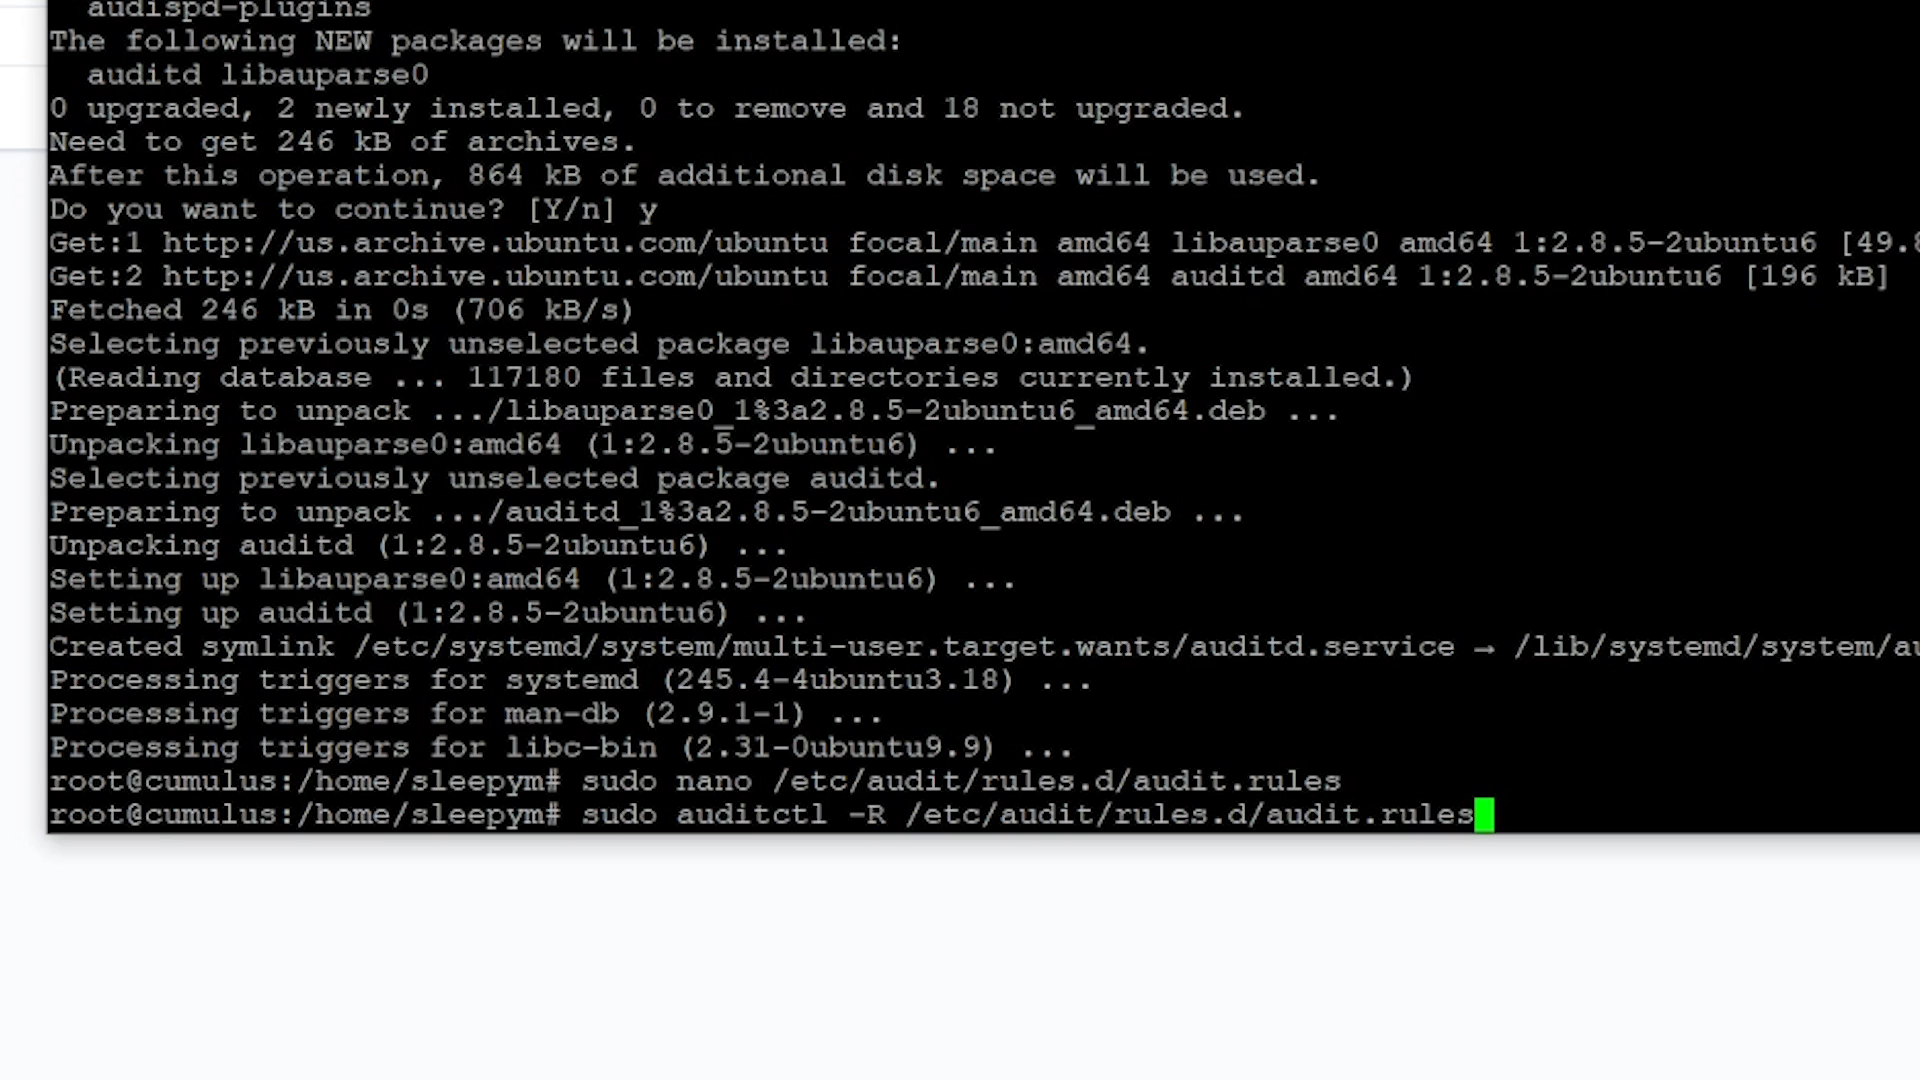 audispd-plugins
The following NEW packages will be installed:
auditd libauparse0
0 upgraded, 2 newly installed, 0 to remove and 18 not upgraded.
Need to get 246 kB of archives.
After this operation, 864 kB of additional disk space will be used.
Do you want to continue? [Y/n] y
Get:1 http://us.archive.ubuntu.com/ubuntu focal/main amd64 libauparse0 amd64 1:2.8.5-2ubuntu6 [49.8
Get:2 http://us.archive.ubuntu.com/ubuntu focal/main amd64 auditd amd64 1:2.8.5-2ubuntu6 [196 kB]
Fetched 246 kB in 0s (706 kB/s)
Selecting previously unselected package libauparse0:amd64.
(Reading database ... 117180 files and directories currently installed.)
Preparing to unpack .../libauparse0_1%3a2.8.5-2ubuntu6_amd64.deb ...
Unpacking libauparse0:amd64 (1:2.8.5-2ubuntu6) ...
Selecting previously unselected package auditd.
Preparing to unpack .../auditd_1%3a2.8.5-2ubuntu6_amd64.deb ...
Unpacking auditd (1:2.8.5-2ubuntu6) ...
Setting up libauparse0:amd64 (1:2.8.5-2ubuntu6) ...
Setting up auditd (1:2.8.5-2ubuntu6) ...
Created symlink /etc/systemd/system/multi-user.target.wants/auditd.service → /lib/systemd/system/au
Processing triggers for systemd (245.4-4ubuntu3.18) ...
Processing triggers for man-db (2.9.1-1) ...
Processing triggers for libc-bin (2.31-0ubuntu9.9) ...
root@cumulus:/home/sleepym# sudo nano /etc/audit/rules.d/audit.rules
root@cumulus:/home/sleepym# sudo auditctl -R /etc/audit/rules.d/audit.rules